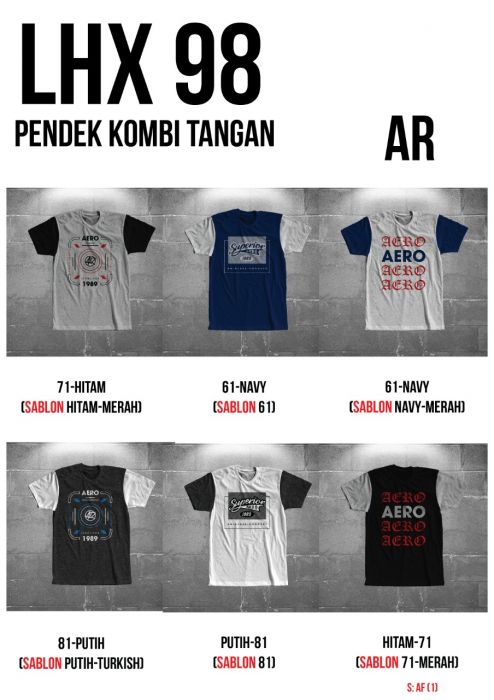 LHX 98
PENDEK KOMBI TANGAN
AR
AERO
1989
Superior
1985
AERO
AERO
AERO
AERO
71-HITAM
(SABLON HITAM-MERAH)
61-NAVY
(SABLON 61)
61-NAVY
(SABLON NAVY-MERAH)
AERO
1989
Superior
1985
AERO
AERO
AERO
AERO
81-PUTIH
(SABLON PUTIH-TURKISH)
PUTIH-81
(SABLON 81)
HITAM-71
(SABLON 71-MERAH)
S: AF (1)